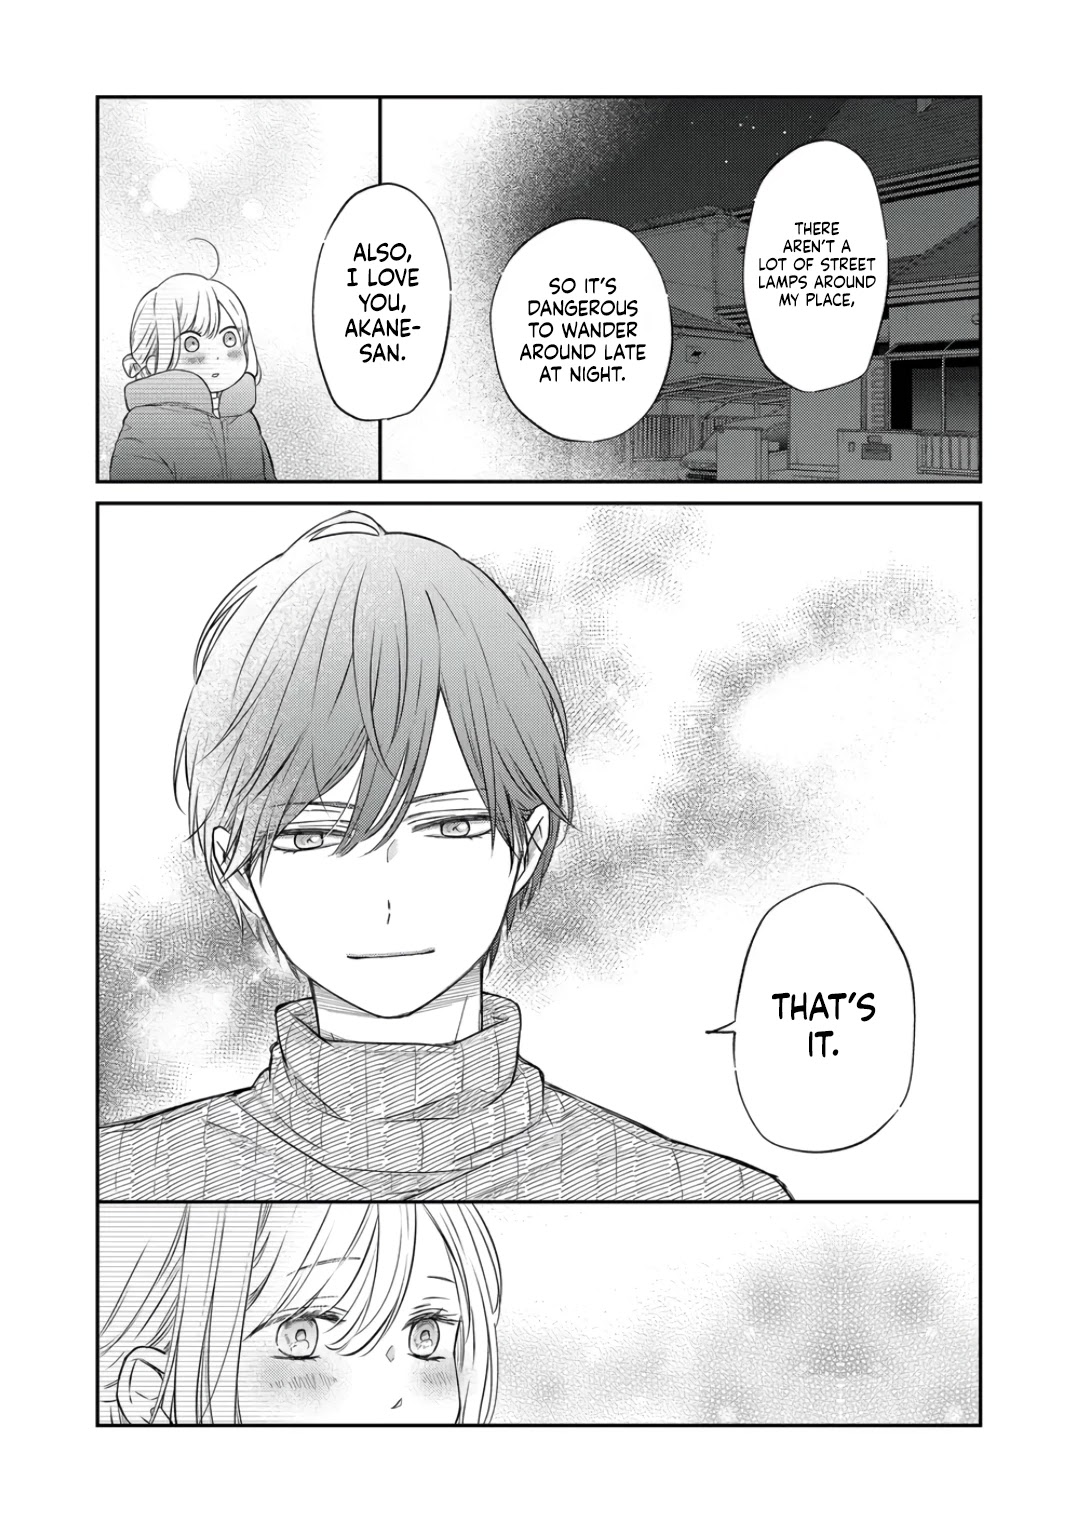 THERE
AREN'T A
LOT OF STREET
LAMPS AROUND
MY PLACE,
SO IT'S
DANGEROUS
TO WANDER
AROUND LATE
AT NIGHT.
ALSO,
I LOVE
YOU,
AKANE-
SAN.
THAT'S
IT.